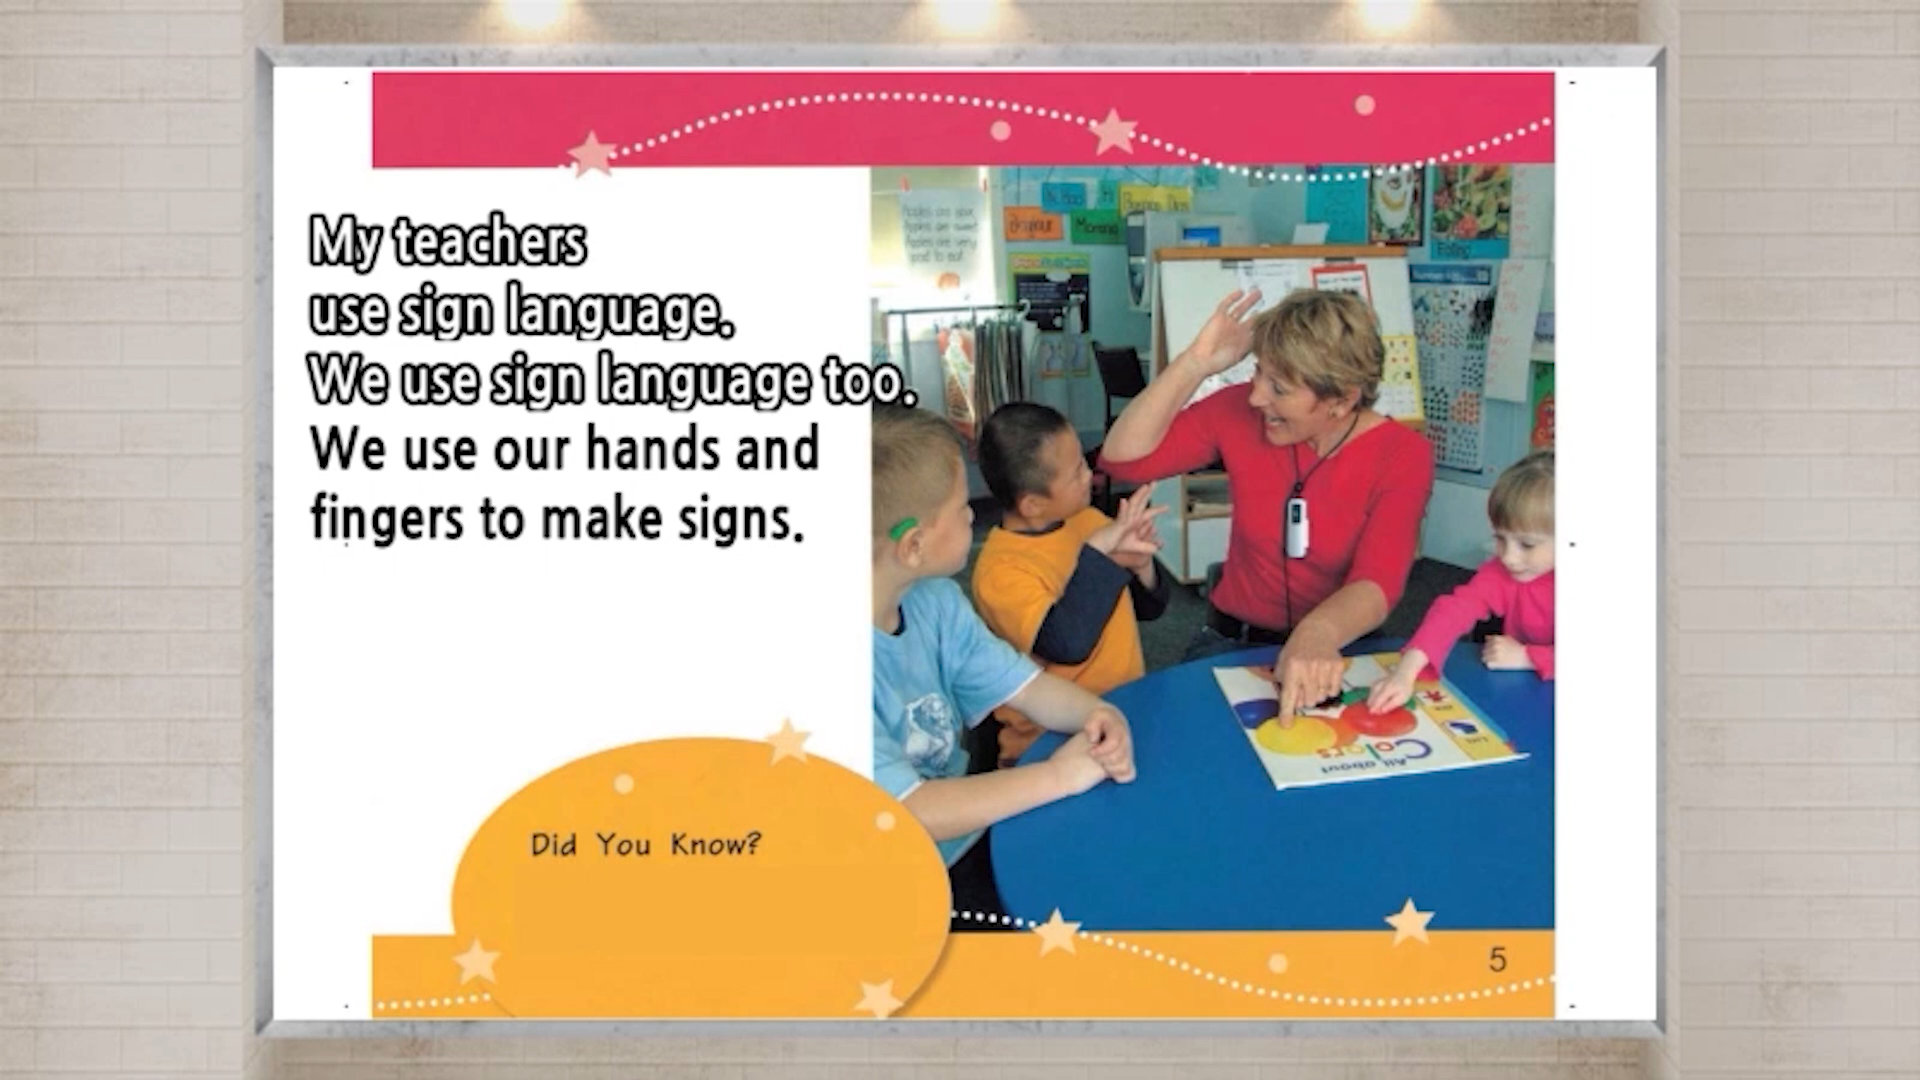 My teachers
use sign language.
We use sign language too.
We use our hands and
fingers to make signs.
Did You Know?
All about
Colors
5